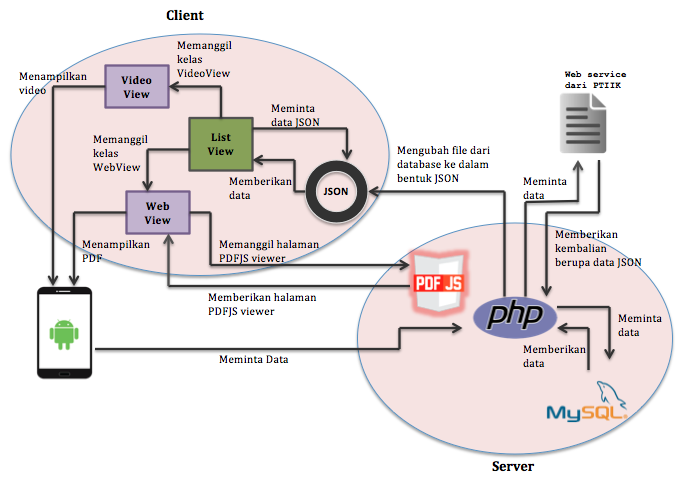 Client
Memanggil
kelas
VideoView
Menampilkan
video
Video
View
Web service
dari PTIIK
Meminta
data JSON
List
View
Memanggil
kelas
WebView
Mengubah file dari
database ke dalam
bentuk JSON
Memberikan
data
JSON
Meminta
data
Web
View
Menampilkan
PDF
Memanggil halaman
PDFJS viewer
Memberikan
kembalian
berupa data JSON
PDF JS
Memberikan halaman
PDFJS viewer
php
Meminta
data
Memberikan
data
Meminta Data
MySQL
Server